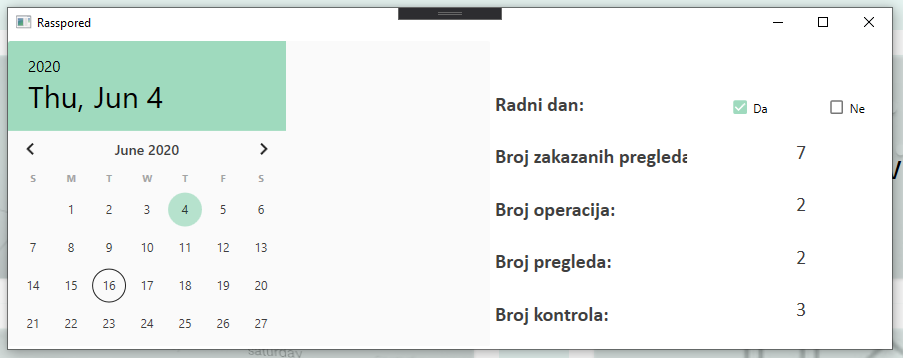 Rasspored
2020
Thu, Jun 4
June 2020
S M T W T F S
1 2 3 4 5 6
7 8 9 10 11 12 13
14 15 16 17 18 19 20
21 22 23 24 25 26 27
Radni dan: Da Ne
Broj zakazanih pregleda 7
Broj operacija: 2
Broj pregleda: 2
Broj kontrola: 3
saturday